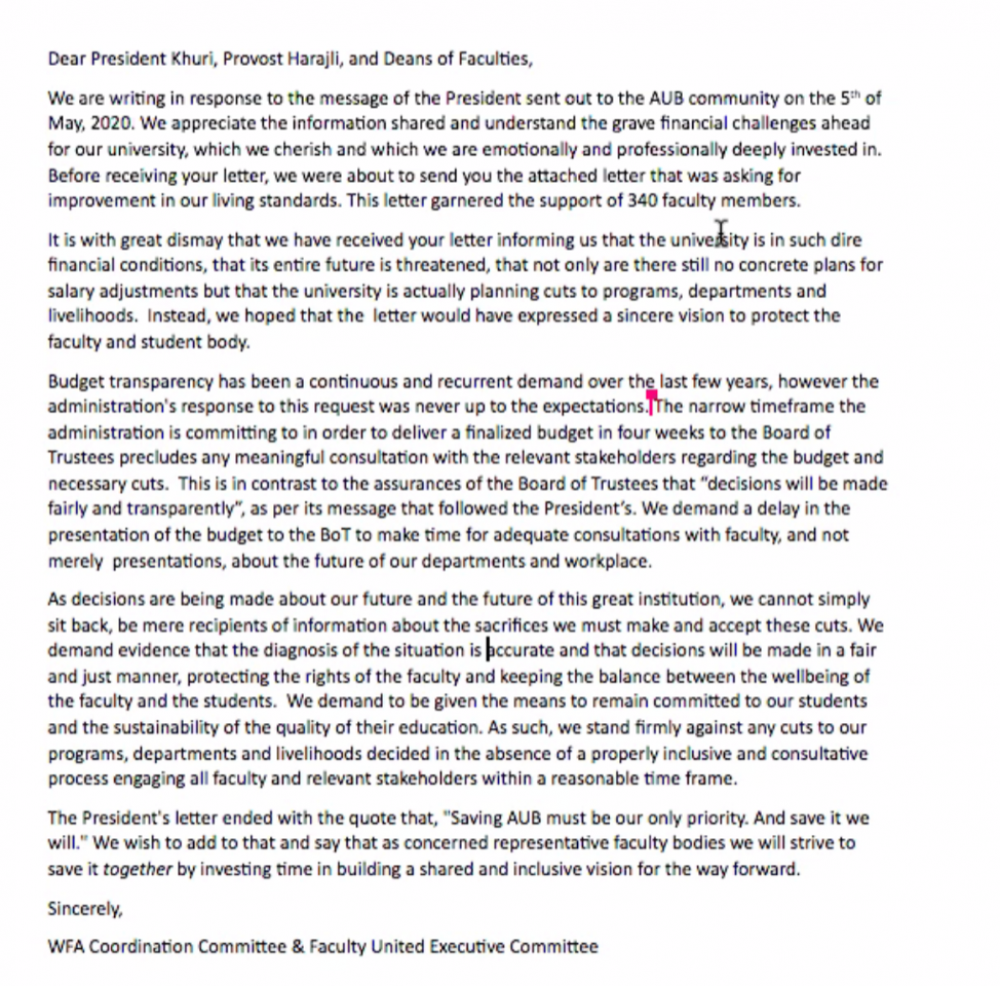 Dear President Khuri, Provost Harajli, and Deans of Faculties,
We are writing in response to the message of the President sent out to the AUB community on the 5th of
May, 2020. We appreciate the information shared and understand the grave financial challenges ahead
for our university, which we cherish and which we are emotionally and professionally deeply invested in.
Before receiving your letter, we were about to send you the attached letter that was asking for
improvement in our living standards. This letter garnered the support of 340 faculty members.
It is with great dismay that we have received your letter informing us that the university is in such dire
financial conditions, that its entire future is threatened, that not only are there still no concrete plans for
salary adjustments but that the university is actually planning cuts to programs, departments and
livelihoods.  Instead, we hoped that the  letter would have expressed a sincere vision to protect the
faculty and student body.
Budget transparency has been a continuous and recurrent demand over the last few years, however the
administration's response to this request was never up to the expectations. The narrow timeframe the
administration is committing to in order to deliver a finalized budget in four weeks to the Board of
Trustees precludes any meaningful consultation with the relevant stakeholders regarding the budget and
necessary cuts.  This is in contrast to the assurances of the Board of Trustees that “decisions will be made
fairly and transparently”, as per its message that followed the President’s. We demand a delay in the
presentation of the budget to the BoT to make time for adequate consultations with faculty, and not
merely  presentations, about the future of our departments and workplace.
As decisions are being made about our future and the future of this great institution, we cannot simply
sit back, be mere recipients of information about the sacrifices we must make and accept these cuts. We
demand evidence that the diagnosis of the situation is accurate and that decisions will be made in a fair
and just manner, protecting the rights of the faculty and keeping the balance between the wellbeing of
the faculty and the students.  We demand to be given the means to remain committed to our students
and the sustainability of the quality of their education. As such, we stand firmly against any cuts to our
programs, departments and livelihoods decided in the absence of a properly inclusive and consultative
process engaging all faculty and relevant stakeholders within a reasonable time frame.
The President's letter ended with the quote that, "Saving AUB must be our only priority. And save it we
will." We wish to add to that and say that as concerned representative faculty bodies we will strive to
save it together by investing time in building a shared and inclusive vision for the way forward.
Sincerely,
WFA Coordination Committee & Faculty United Executive Committee